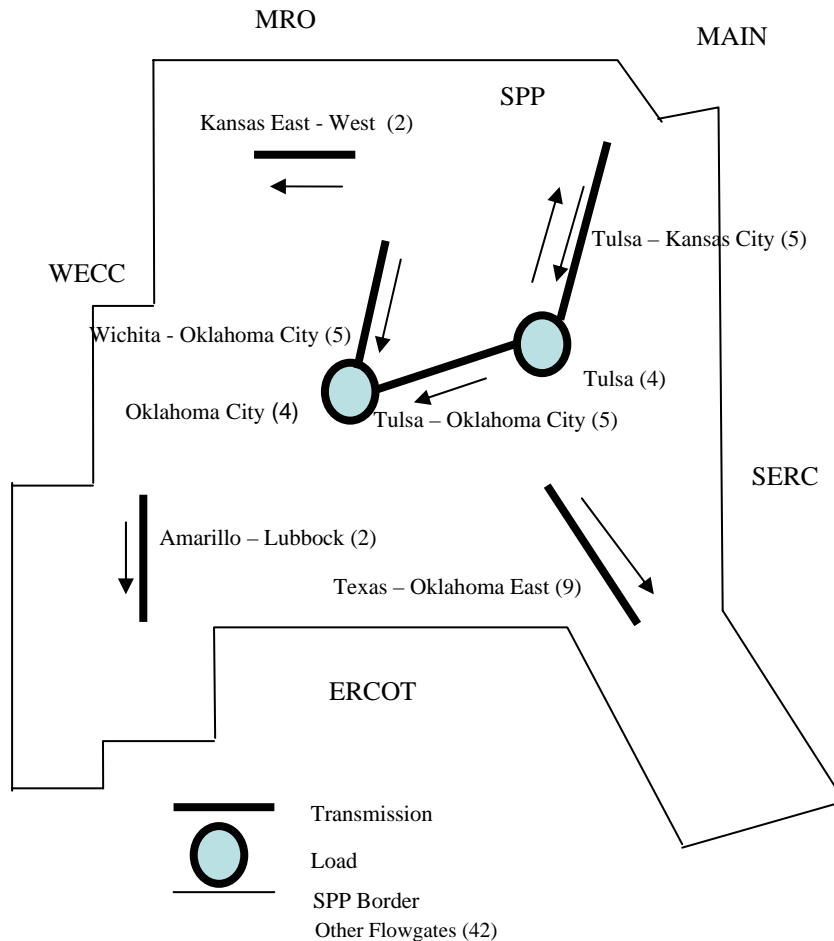 MRO
MAIN
SPP
Kansas East - West (2)
Tulsa – Kansas City (5)
WECC
Wichita - Oklahoma City (5)
Tulsa (4)
Oklahoma City (4)
Tulsa – Oklahoma City (5)
SERC
Amarillo – Lubbock (2)
Texas – Oklahoma East (9)
ERCOT
Transmission
Load
SPP Border
Other Flowgates (42)